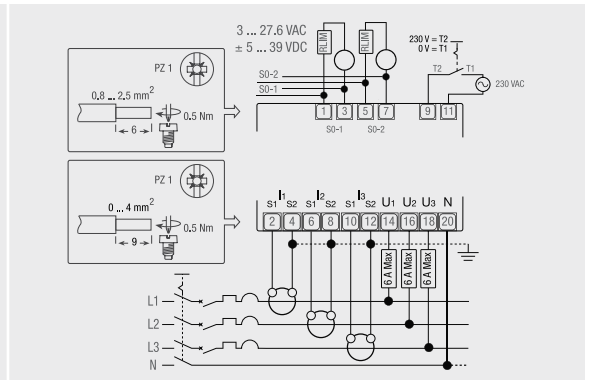 3 ... 27.6 VAC
± 5 ... 39 VDC
RLIM
RLIM
230 V = T2
0 V = T1
T2
T1
230 VAC
S0-2
S0-1
1 3 5 7 9 11
S0-1 S0-2
PZ 1
0,8 ... 2,5 mm²
0.5 Nm
6
PZ 1
0 ... 4 mm²
0.5 Nm
9
I1 I2 I3 U1 U2 U3 N
S1 S2 S1 S2 S1 S2
2 4 6 8 10 12 14 16 18 20
6 A Max
6 A Max
6 A Max
L1
L2
L3
N